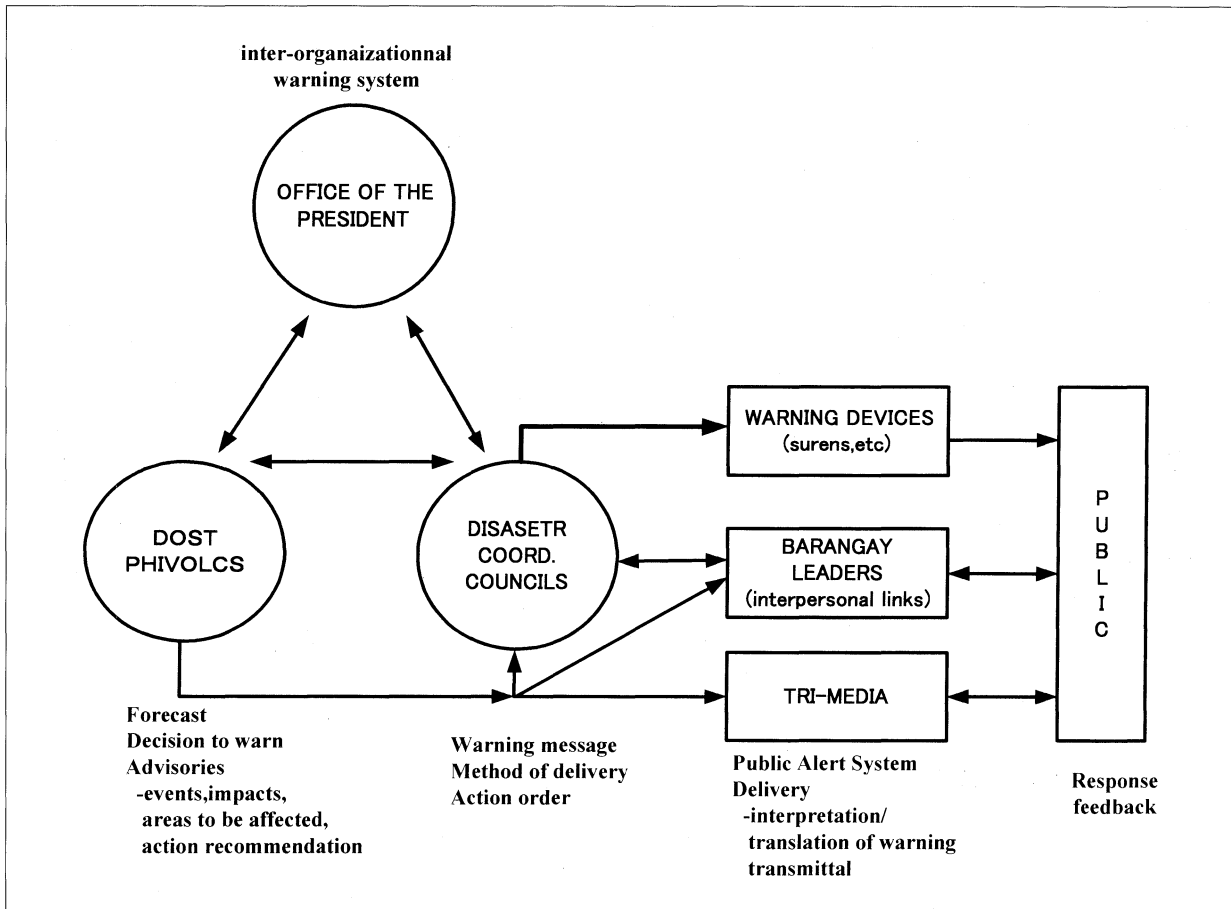 inter-organaizationnal
warning system
OFFICE OF THE
PRESIDENT
DOST
PHIVOLCS
DISASETR
COORD.
COUNCILS
WARNING DEVICES
(surens,etc)
BARANGAY
LEADERS
(interpersonal links)
TRI-MEDIA
P
U
B
L
I
C
Forecast
Decision to warn
Advisories
-events,impacts,
areas to be affected,
action recommendation
Warning message
Method of delivery
Action order
Public Alert System
Delivery
-interpretation/
translation of warning
transmittal
Response
feedback